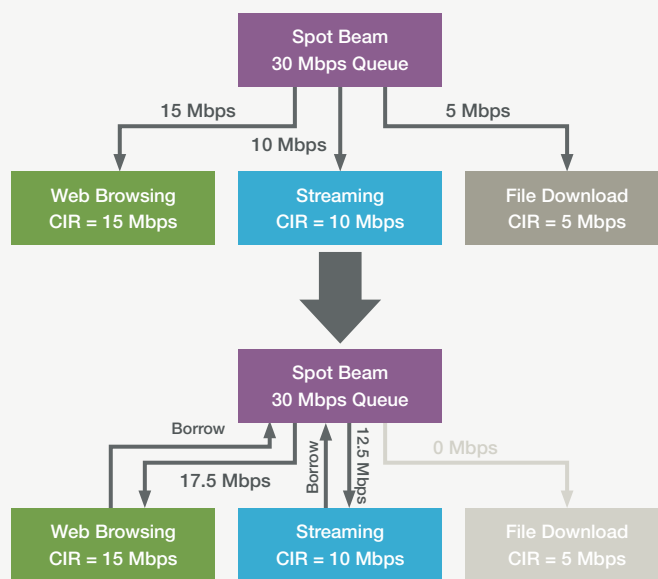 Spot Beam
30 Mbps Queue
15 Mbps
10 Mbps
5 Mbps
Web Browsing
CIR = 15 Mbps
Streaming
CIR = 10 Mbps
File Download
CIR = 5 Mbps
Spot Beam
30 Mbps Queue
Borrow
17.5 Mbps
Borrow
12.5 Mbps
0 Mbps
Web Browsing
CIR = 15 Mbps
Streaming
CIR = 10 Mbps
File Download
CIR = 5 Mbps